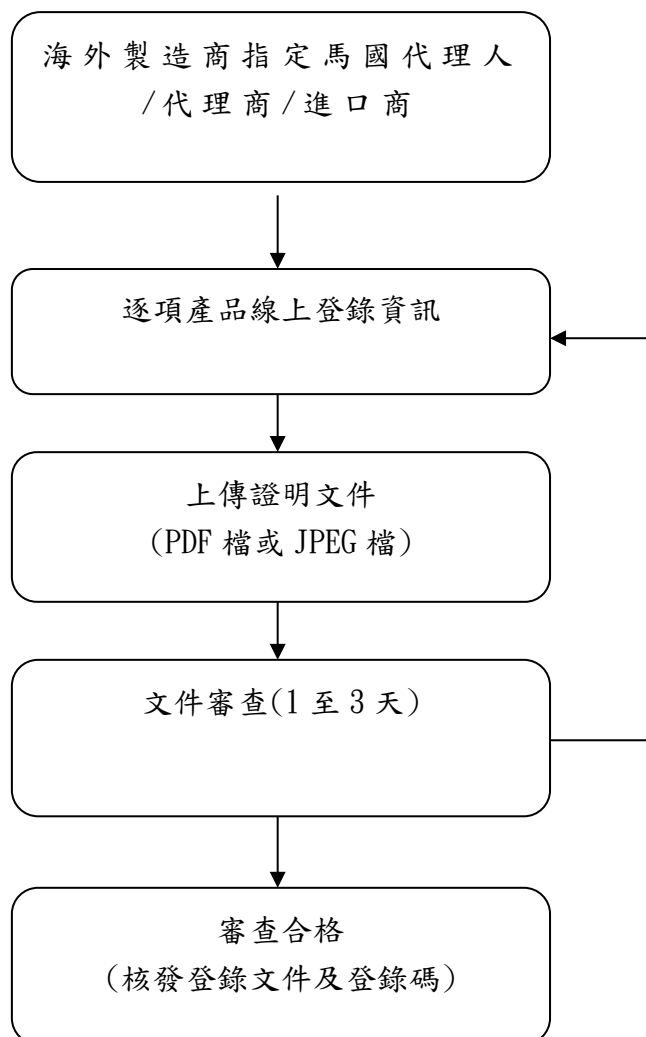 海外製造商指定馬國代理人
/代理商/進口商
逐項產品線上登錄資訊
上傳證明文件
(PDF 檔或 JPEG 檔)
文件審查(1 至 3 天)
審查合格
(核發登錄文件及登錄碼)